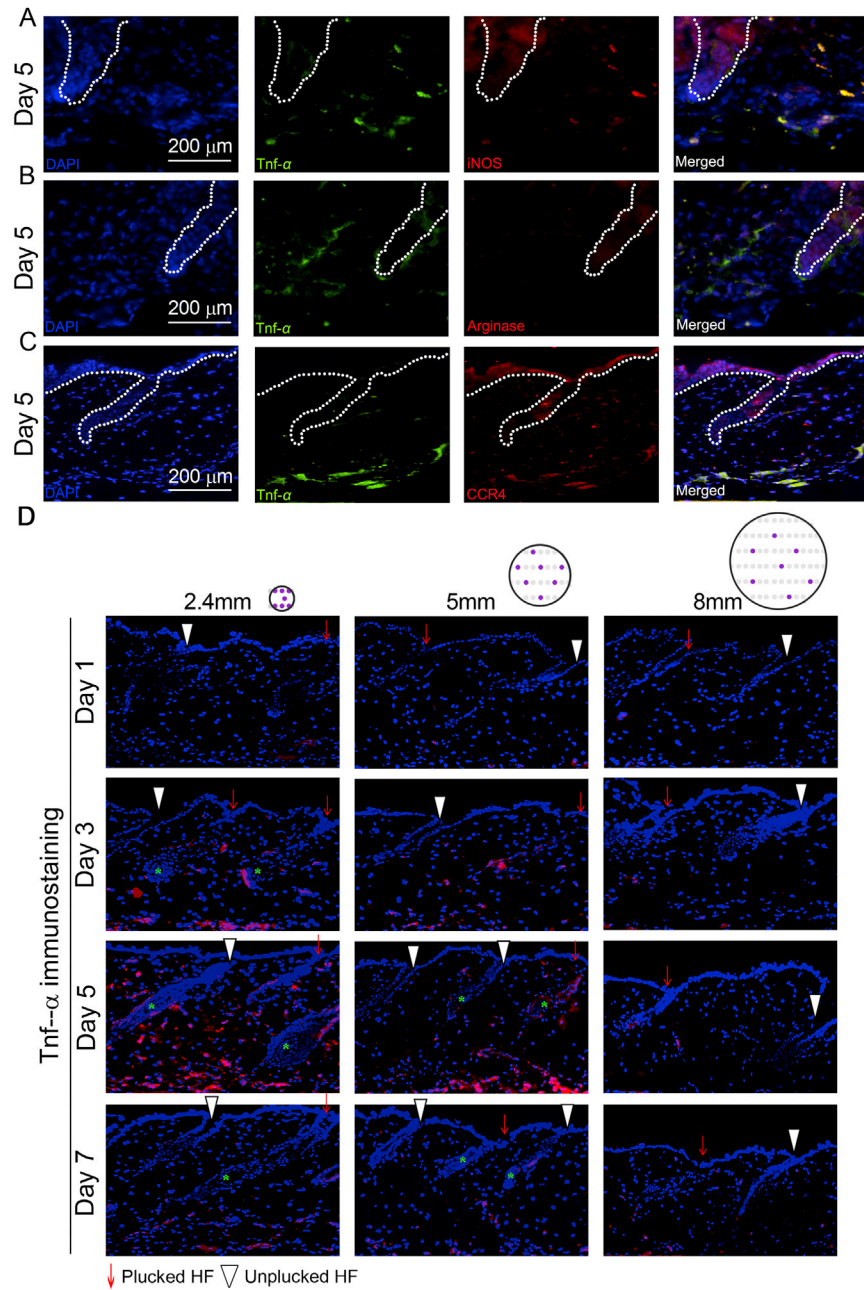 A
Day 5
DAPI
200 μm
Tnf-α
iNOS
Merged
B
Day 5
DAPI
200 μm
Tnf-α
Arginase
Merged
C
Day 5
DAPI
200 μm
Tnf-α
CCR4
Merged
D
2.4mm
5mm
8mm
Tnf--α immunostaining
Day 1
Day 3
* *
Day 5
* * * *
Day 7
* * *
↓ Plucked HF ▽ Unplucked HF